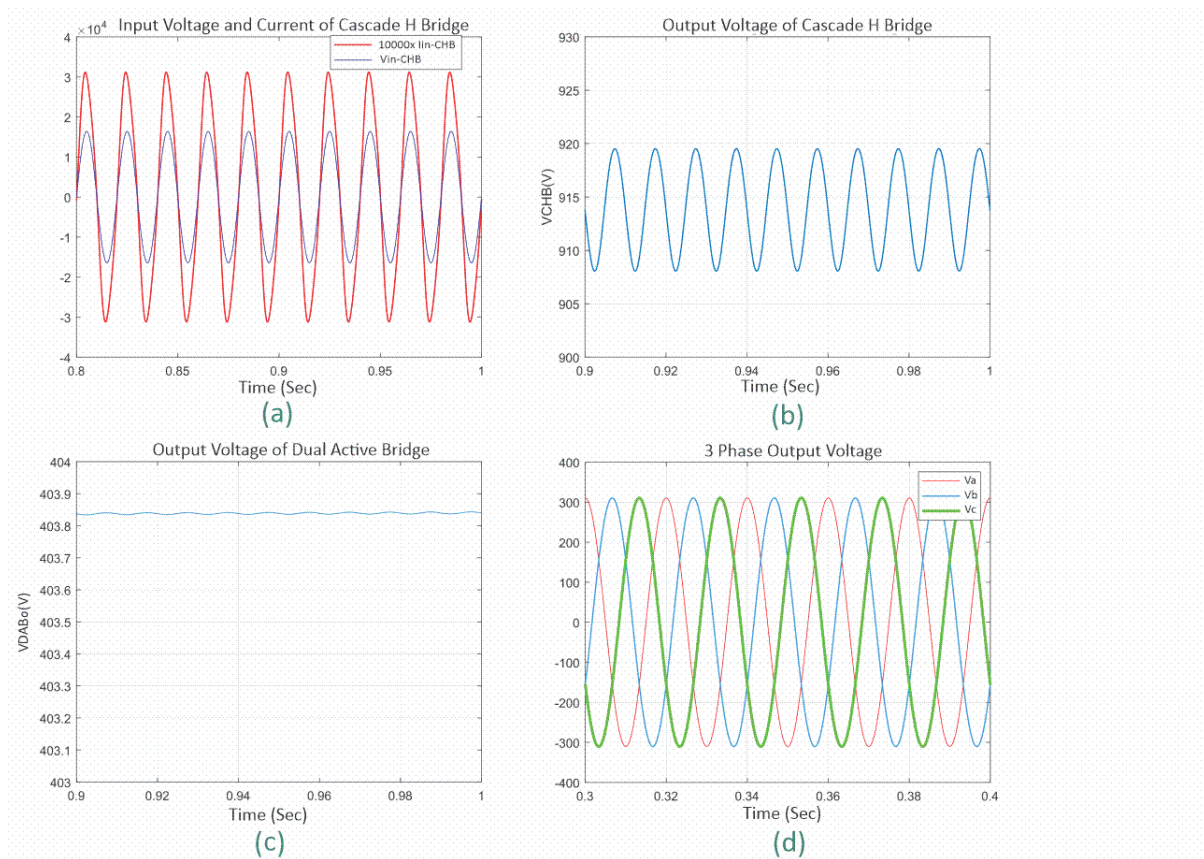 Input Voltage and Current of Cascade H Bridge
×10⁴
10000x Iin-CHB
Vin-CHB
4
3
2
1
0
-1
-2
-3
-4
0.8 0.85 0.9 0.95 1
Time (Sec)
(a)
Output Voltage of Cascade H Bridge
VCHB(V)
930
925
920
915
910
905
900
0.9 0.92 0.94 0.96 0.98 1
Time (Sec)
(b)
Output Voltage of Dual Active Bridge
VDABo(V)
404
403.9
403.8
403.7
403.6
403.5
403.4
403.3
403.2
403.1
403
0.9 0.92 0.94 0.96 0.98 1
Time (Sec)
(c)
3 Phase Output Voltage
Va
Vb
Vc
400
300
200
100
0
-100
-200
-300
-400
0.3 0.32 0.34 0.36 0.38 0.4
Time (Sec)
(d)